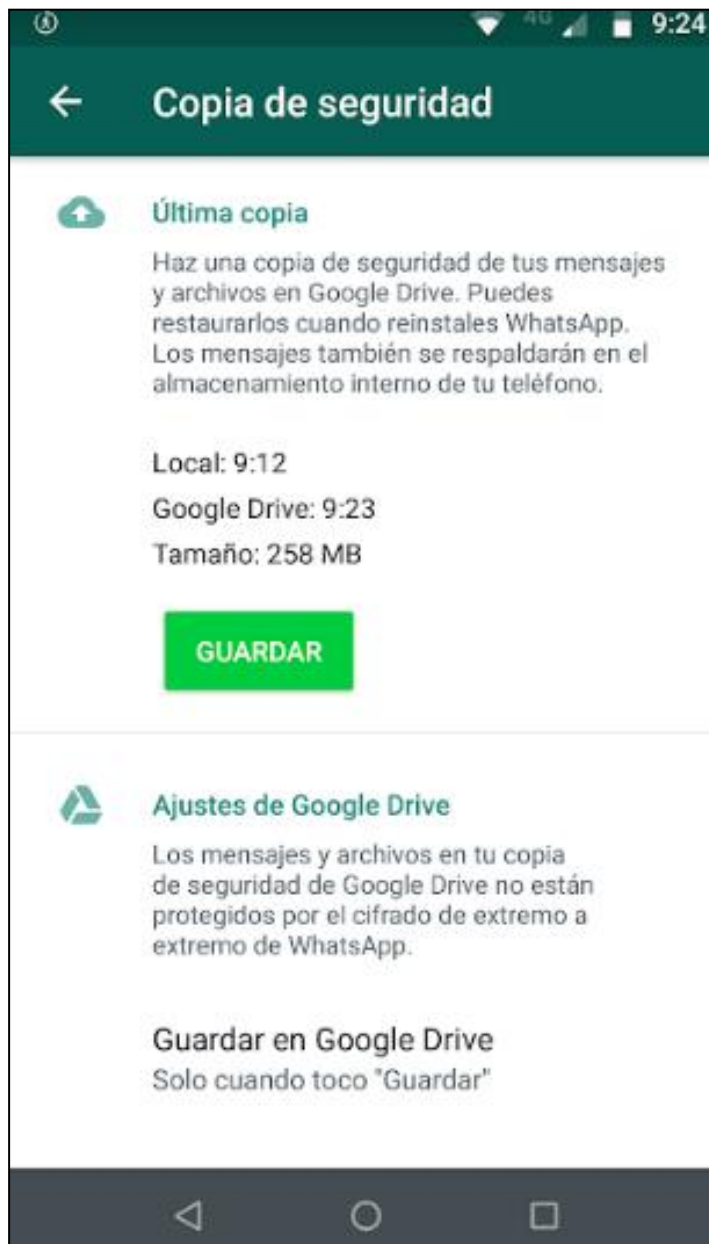 4G 9:24
Copia de seguridad
Última copia
Haz una copia de seguridad de tus mensajes
y archivos en Google Drive. Puedes
restaurarlos cuando reinstales WhatsApp.
Los mensajes también se respaldarán en el
almacenamiento interno de tu teléfono.
Local: 9:12
Google Drive: 9:23
Tamaño: 258 MB
GUARDAR
Ajustes de Google Drive
Los mensajes y archivos en tu copia
de seguridad de Google Drive no están
protegidos por el cifrado de extremo a
extremo de WhatsApp.
Guardar en Google Drive
Solo cuando toco "Guardar"